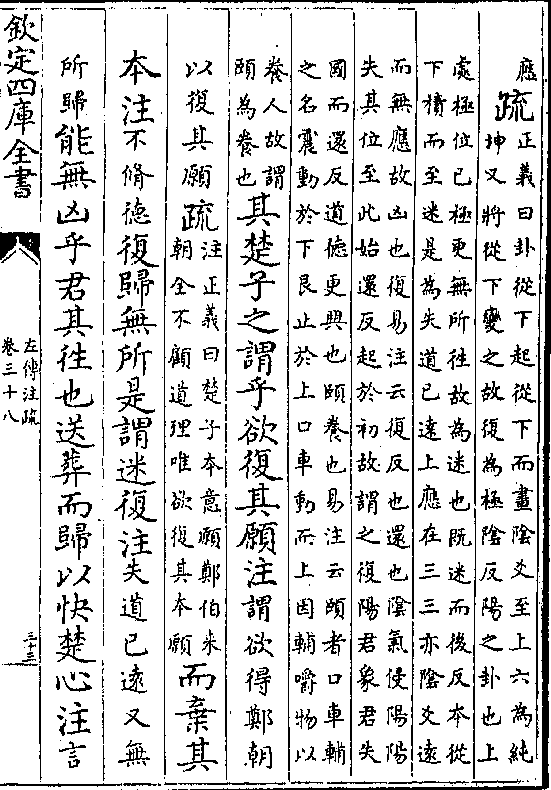 應疏正義曰卦從下起從下而畫陰爻至上六為純
坤又將從下變之故復為極陰反陽之卦也上
處極位已極更無所往故為迷也既迷而後反本從
下積而至迷是為失道已遠上應在三三亦陰爻遠
而無應故凶也復易注云復反也還也陰氣侵陽陽
失其位至此始還反起於初故謂之復陽君象君失
國而還反道德更興也頤養也易注云頤者口車輔
之名震動於下艮止於上口車動而上因輔嚼物以
養人故謂
頤為養也
其楚子之謂乎欲復其願注謂欲得鄭朝
以復其願疏
注正義曰楚子本意願鄭伯來
朝全不顧道理唯欲復其本願
而棄其
本注不脩德復歸無所是謂迷復注失道已遠又無
所歸能無凶乎君其往也送葬而歸以快楚心注言
欽定四庫全書
左傳注疏
卷三十八
三十三